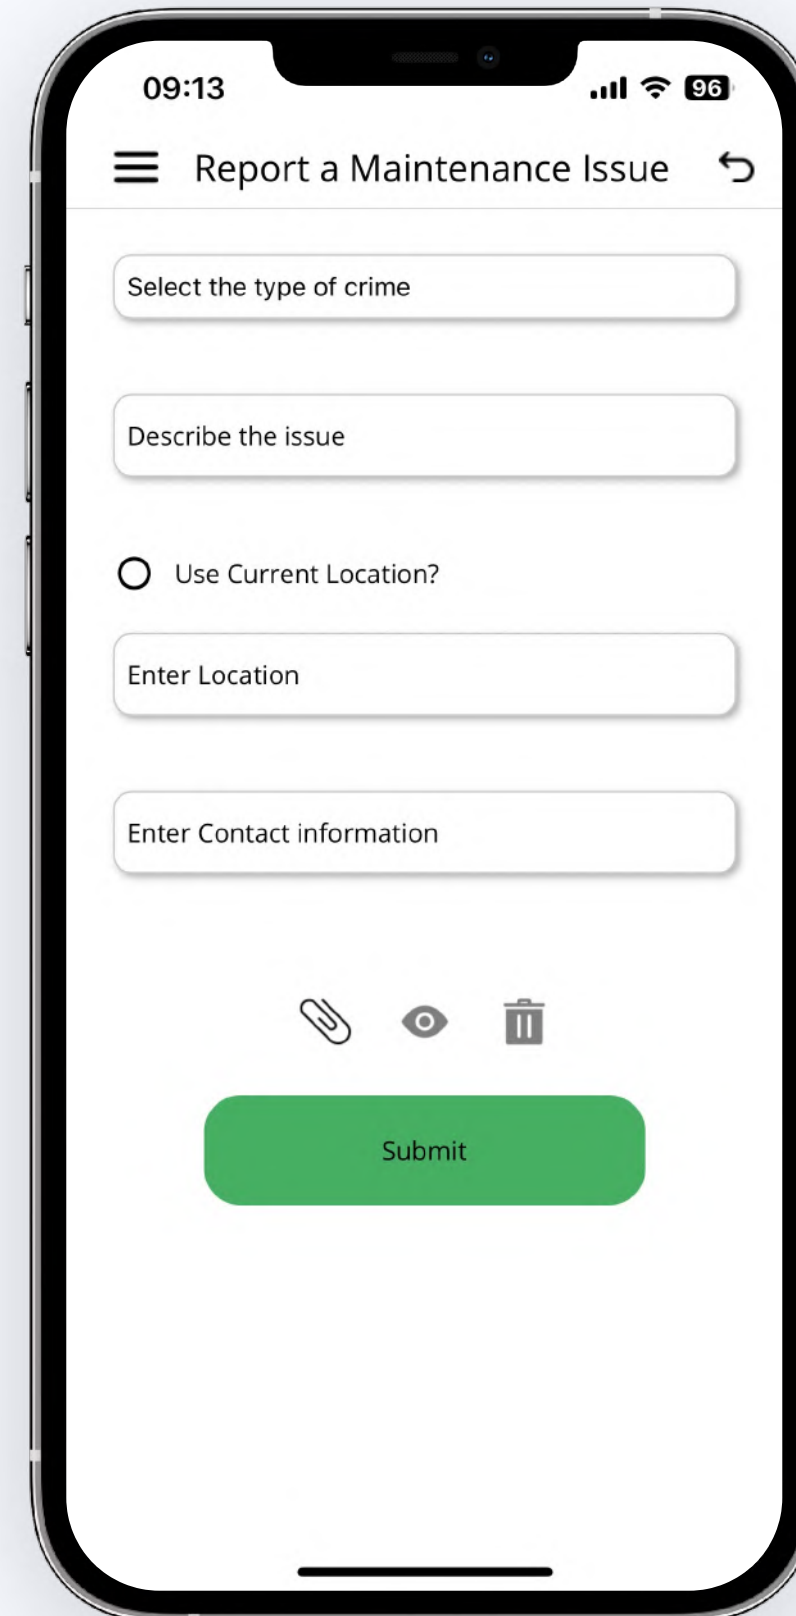 09:13
96
Report a Maintenance Issue
Select the type of crime
Describe the issue
Use Current Location?
Enter Location
Enter Contact information
Submit